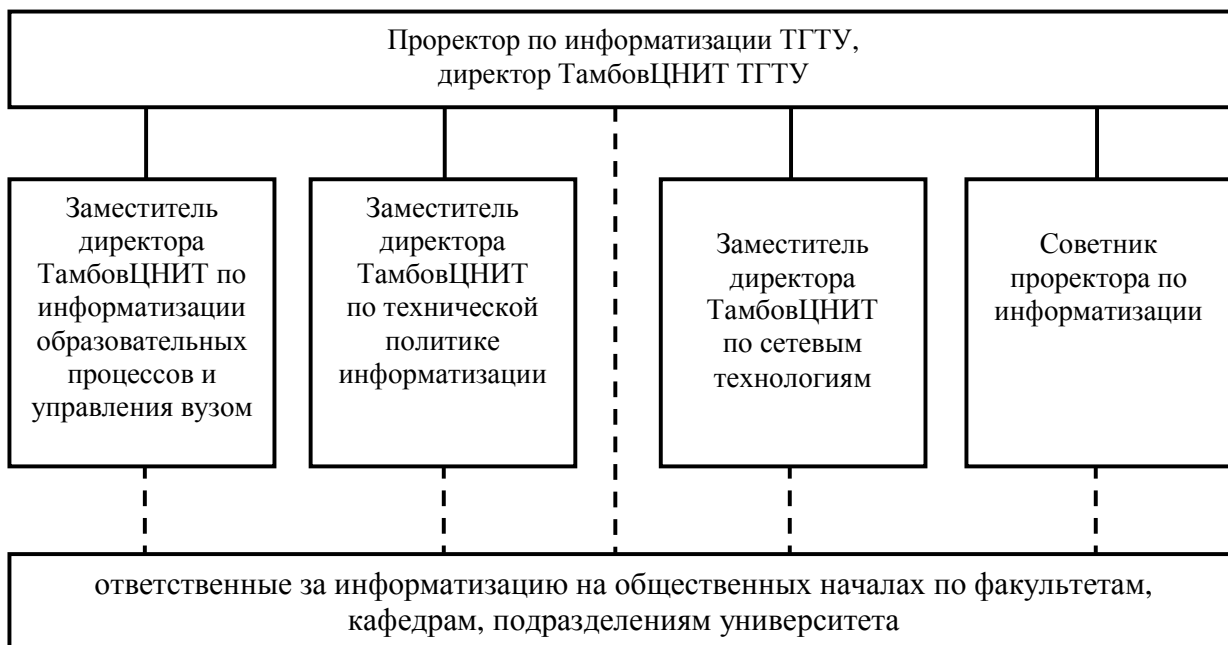 Проректор по информатизации ТГТУ,
директор ТамбовЦНИТ ТГТУ
Заместитель
директора
ТамбовЦНИТ по
информатизации
образовательных
процессов и
управления вузом
Заместитель
директора
ТамбовЦНИТ
по технической
политике
информатизации
Заместитель
директора
ТамбовЦНИТ
по сетевым
технологиям
Советник
проректора по
информатизации
ответственные за информатизацию на общественных началах по факультетам,
кафедрам, подразделениям университета